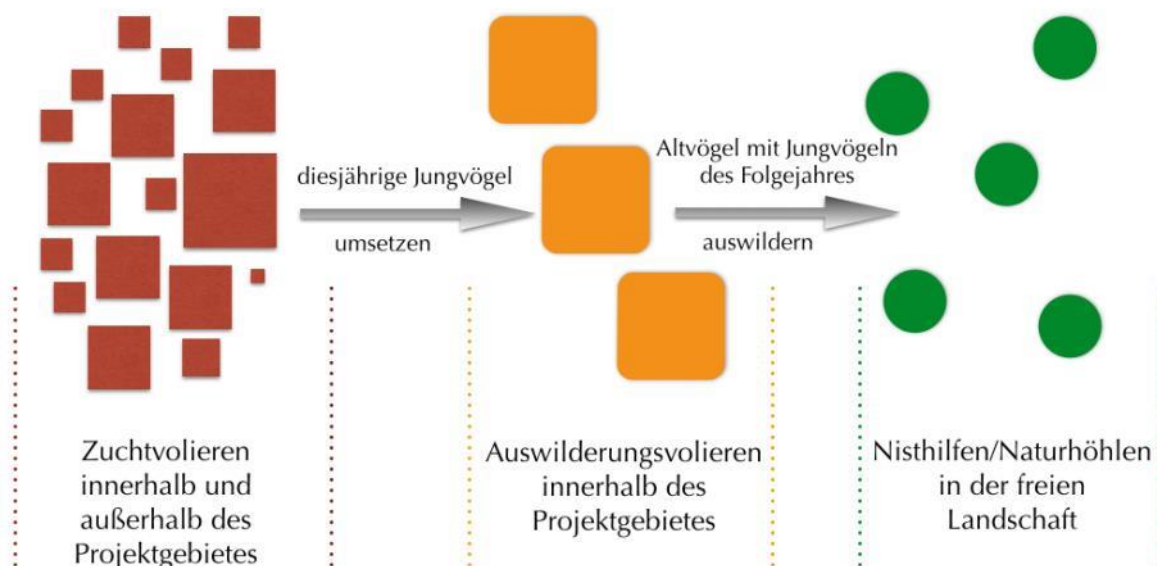 diesjährige Jungvögel
umsetzen
Altvögel mit Jungvögeln
des Folgejahres
auswildern
Zuchtvolieren
innerhalb und
außerhalb des
Projektgebietes
Auswilderungsvolieren
innerhalb des
Projektgebietes
Nisthilfen/Naturhöhlen
in der freien
Landschaft